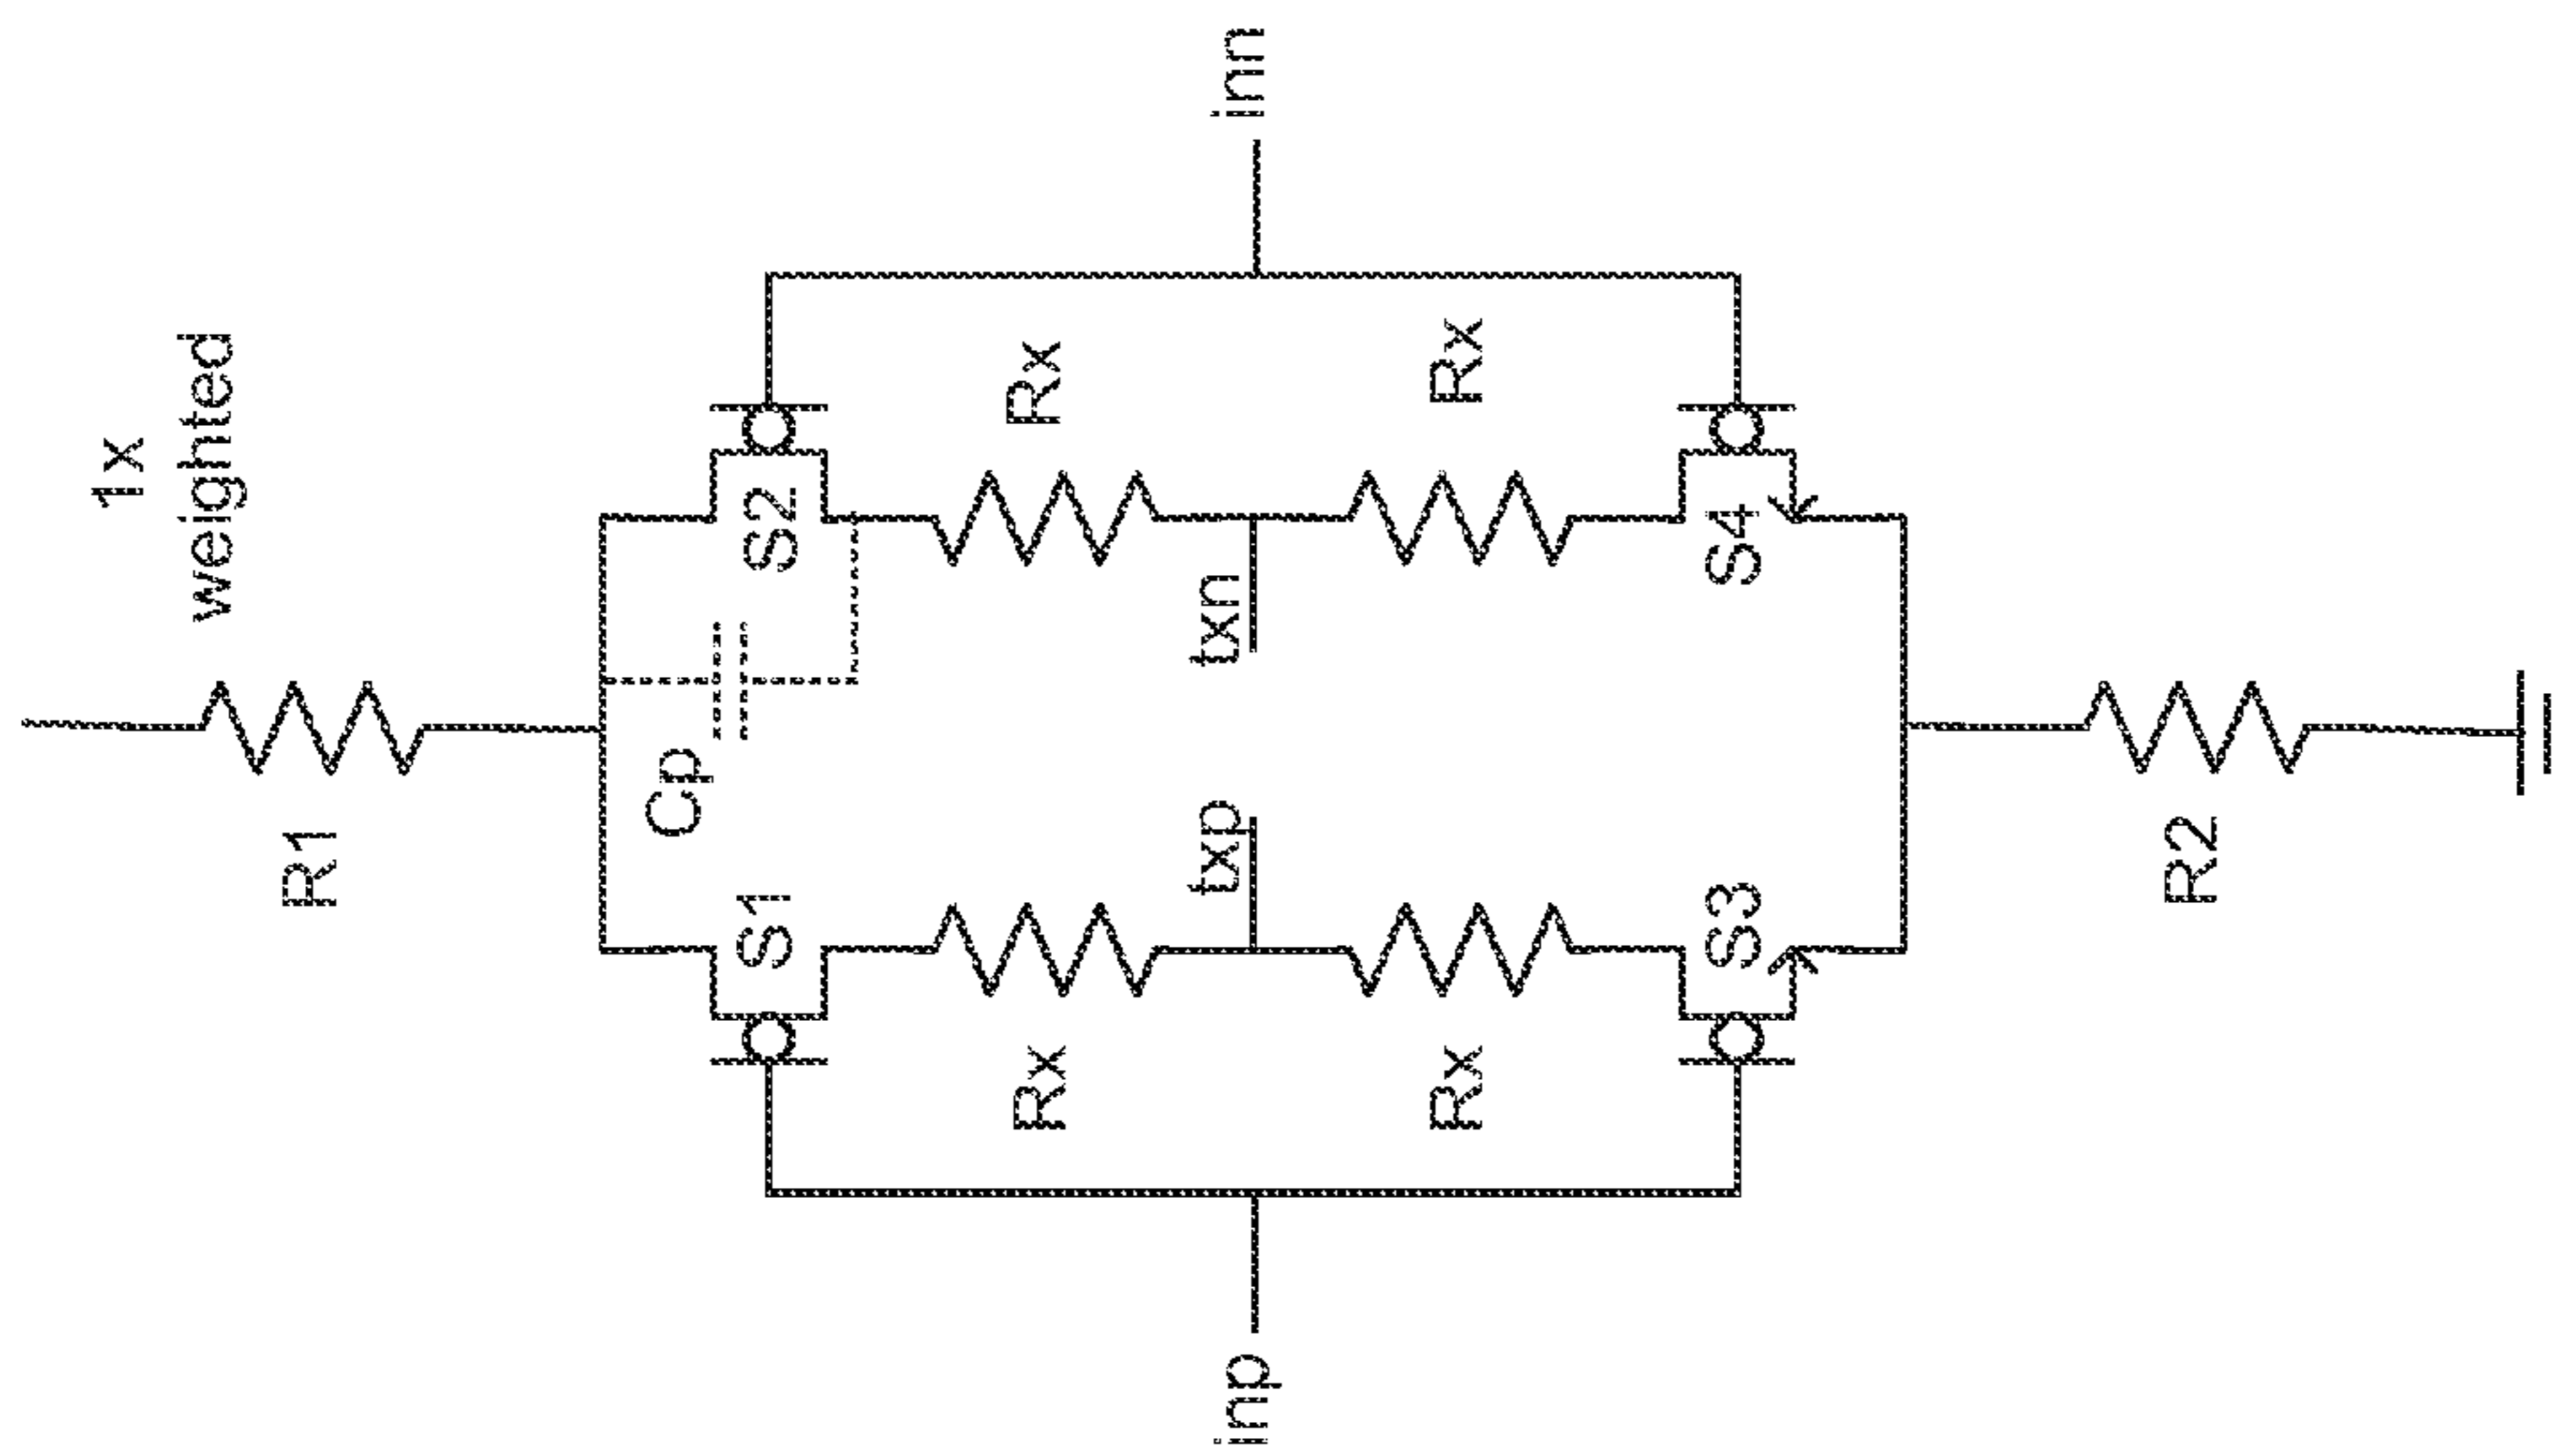 1x
weighted
R1
Cp
S1
S2
Rx
Rx
inp
txp
txn
inn
Rx
Rx
S3
S4
R2